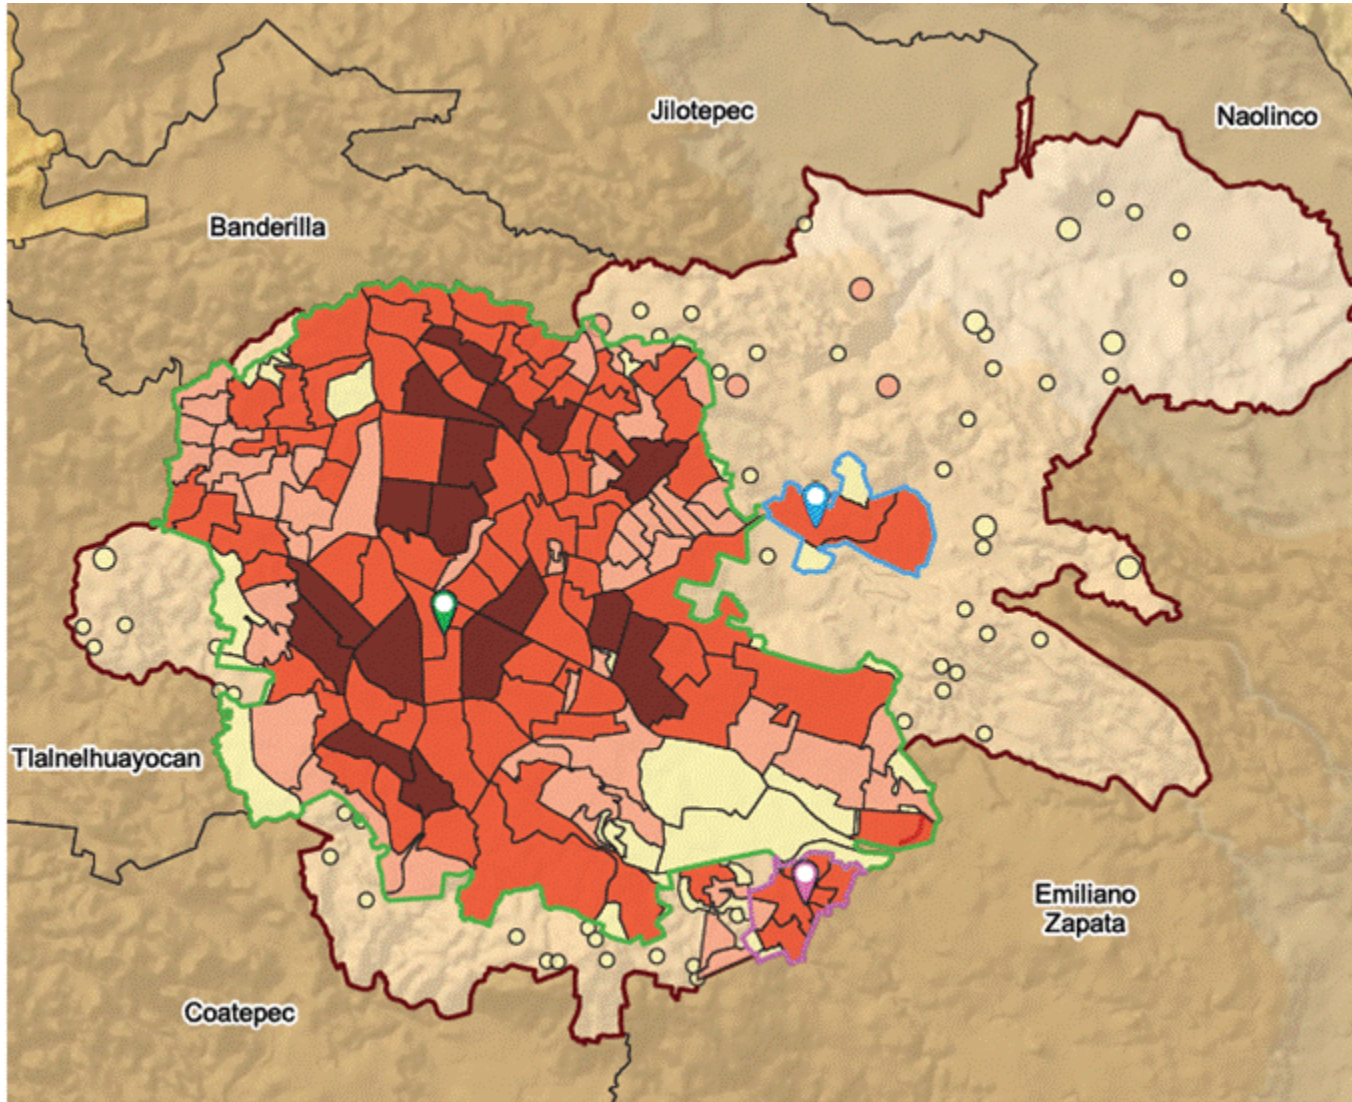 Jilotepec
Naolinco
Banderilla
Tlalnelhuayocan
Emiliano
Zapata
Coatepec